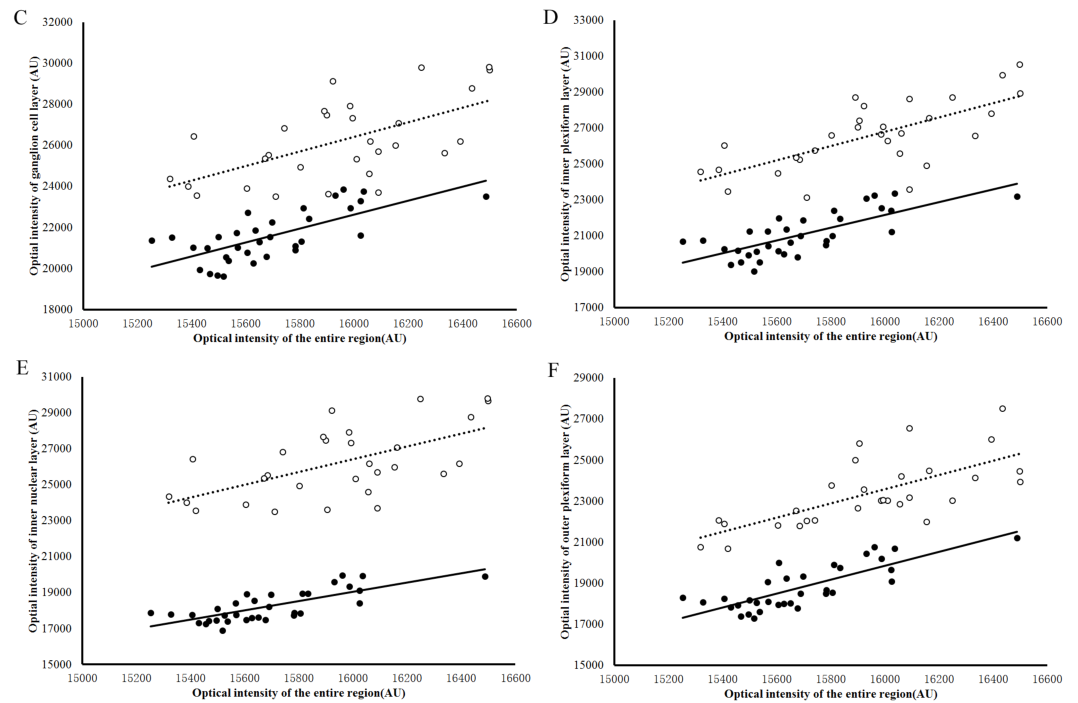 C
Optical intensity of ganglion cell layer (AU)
32000
30000
28000
26000
24000
22000
20000
18000
15000 15200 15400 15600 15800 16000 16200 16400 16600
Optical intensity of the entire region(AU)
D
Optical intensity of inner plexiform layer (AU)
33000
31000
29000
27000
25000
23000
21000
19000
17000
15000 15200 15400 15600 15800 16000 16200 16400 16600
Optical intensity of the entire region(AU)
E
Optical intensity of inner nuclear layer (AU)
31000
29000
27000
25000
23000
21000
19000
17000
15000
15000 15200 15400 15600 15800 16000 16200 16400 16600
Optical intensity of the entire region(AU)
F
Optical intensity of outer plexiform layer (AU)
29000
27000
25000
23000
21000
19000
17000
15000
15000 15200 15400 15600 15800 16000 16200 16400 16600
Optical intensity of the entire region(AU)